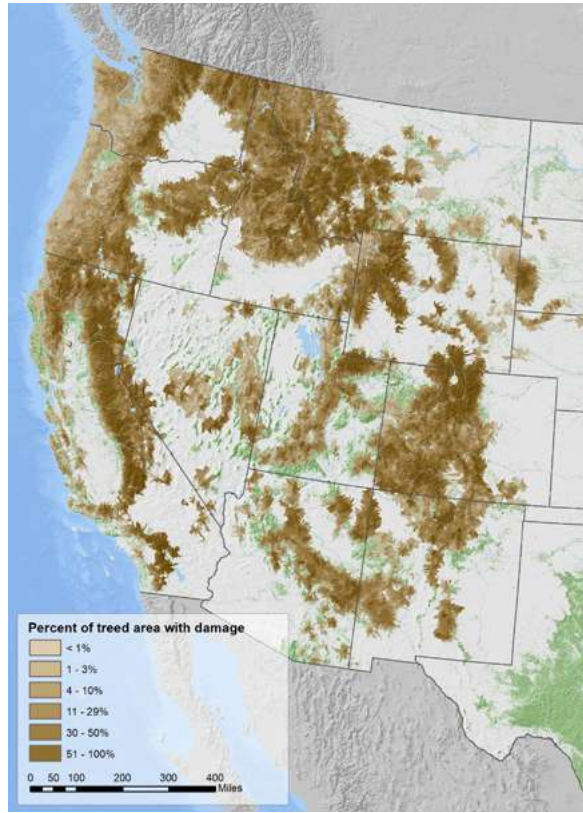 Percent of treed area with damage
< 1%
1 - 3%
4 - 10%
11 - 29%
30 - 50%
51 - 100%
0 50 100 200 300 400
Miles